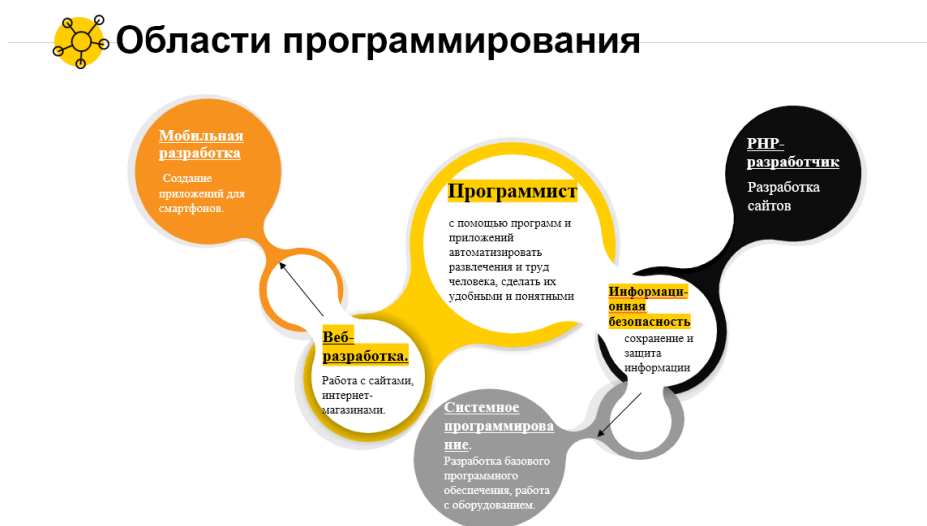 Области программирования
Мобильная
разработка
Создание
приложений для
смартфонов.
Программист
с помощью программ и
приложений
автоматизировать
развлечения и труд
человека, сделать их
удобными и понятными
PHP-
разработчик
Разработка
сайтов
Веб-
разработка.
Работа с сайтами,
интернет-
магазинами.
Информаци-
онная
безопасность
сохранение и
защита
информации
Системное
программирова
ние.
Разработка базового
программного
обеспечения, работа
с оборудованием.